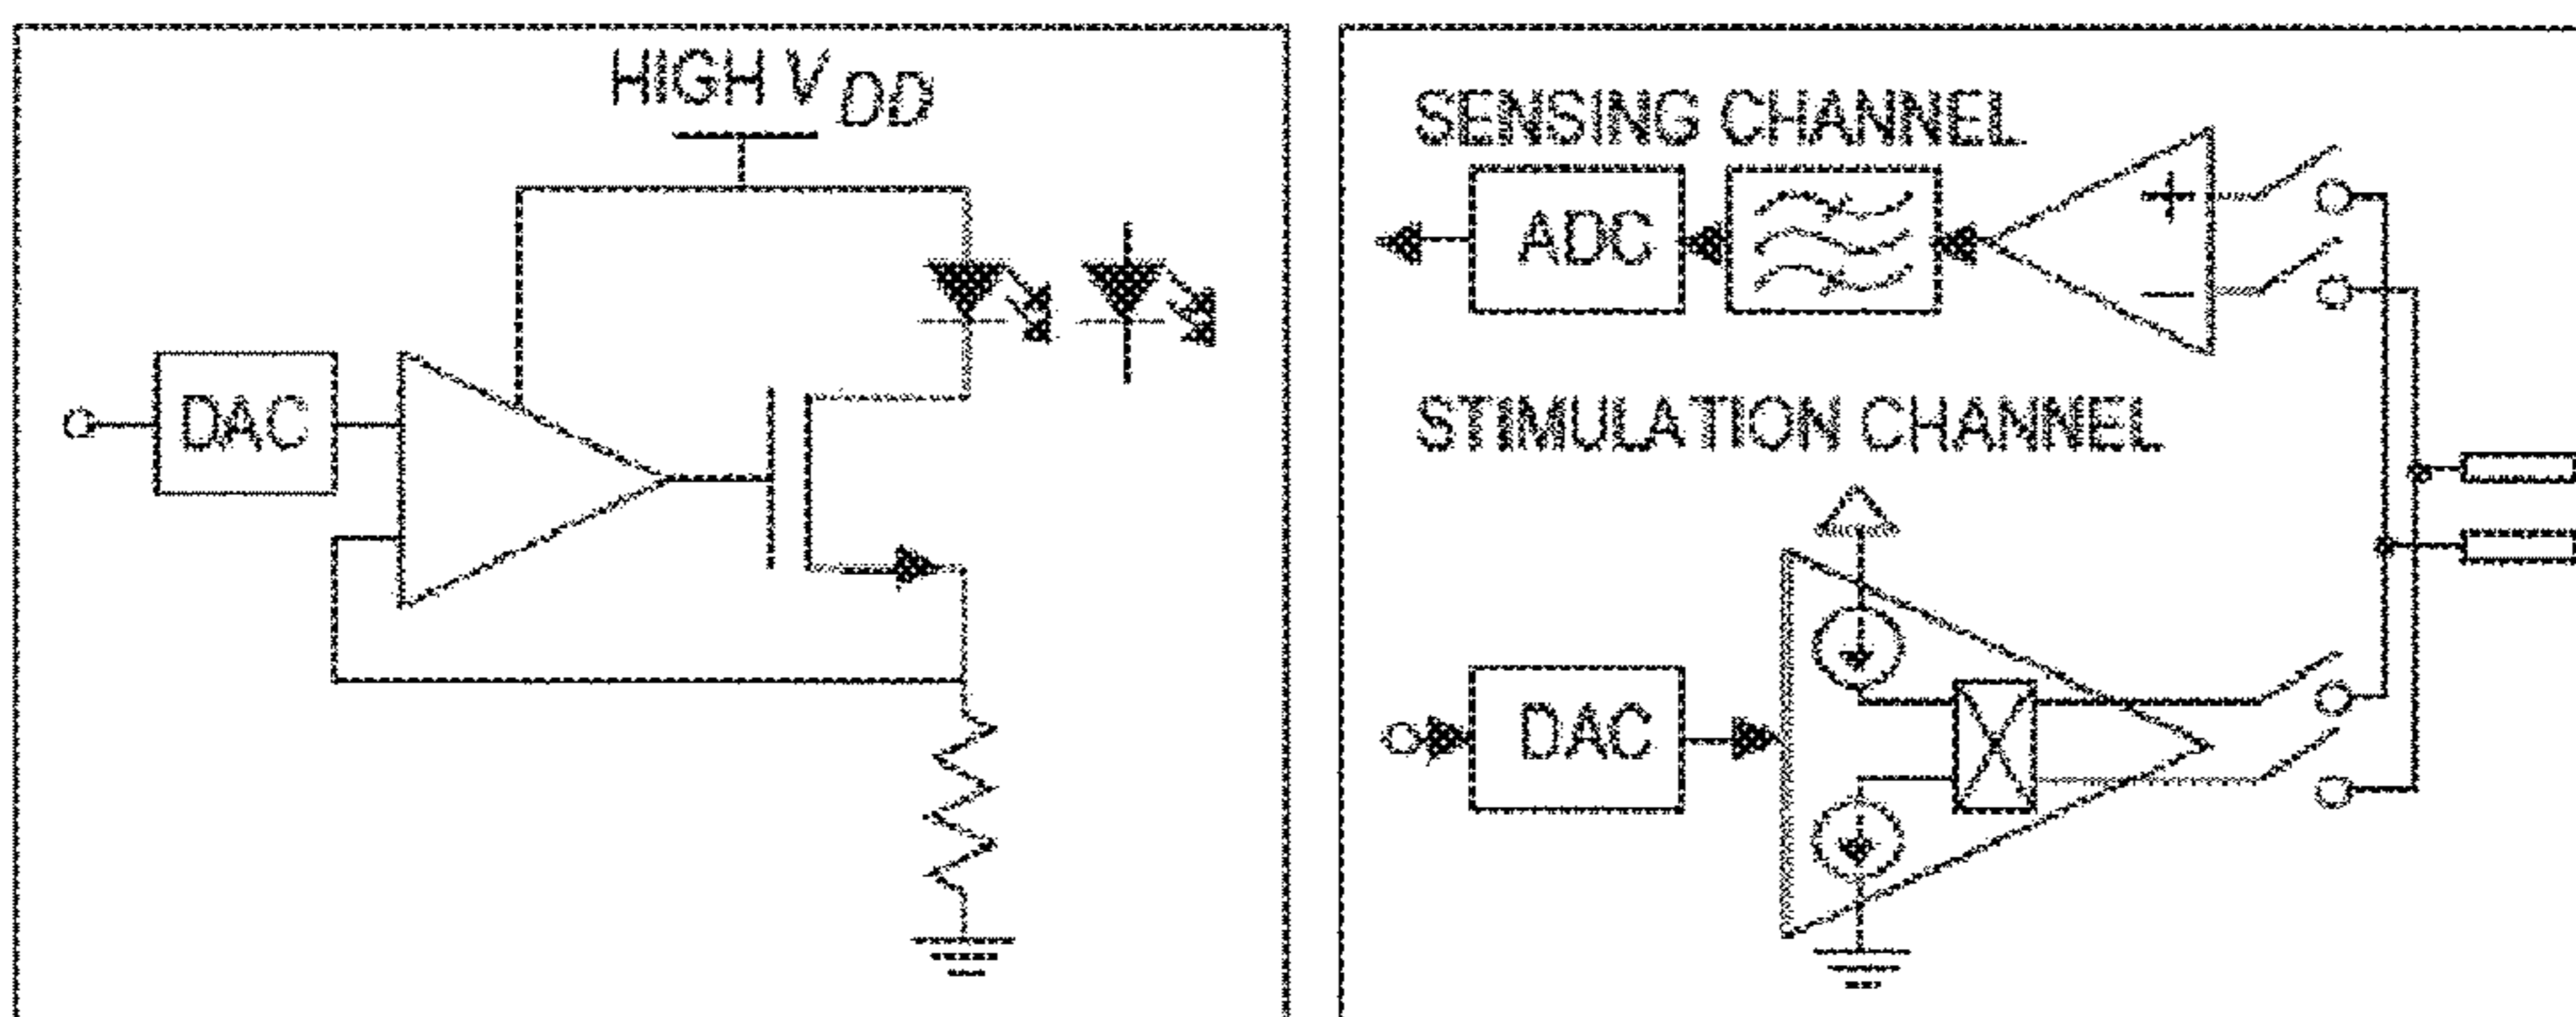 HIGH VDD
DAC
SENSING CHANNEL
ADC
+
−
STIMULATION CHANNEL
DAC